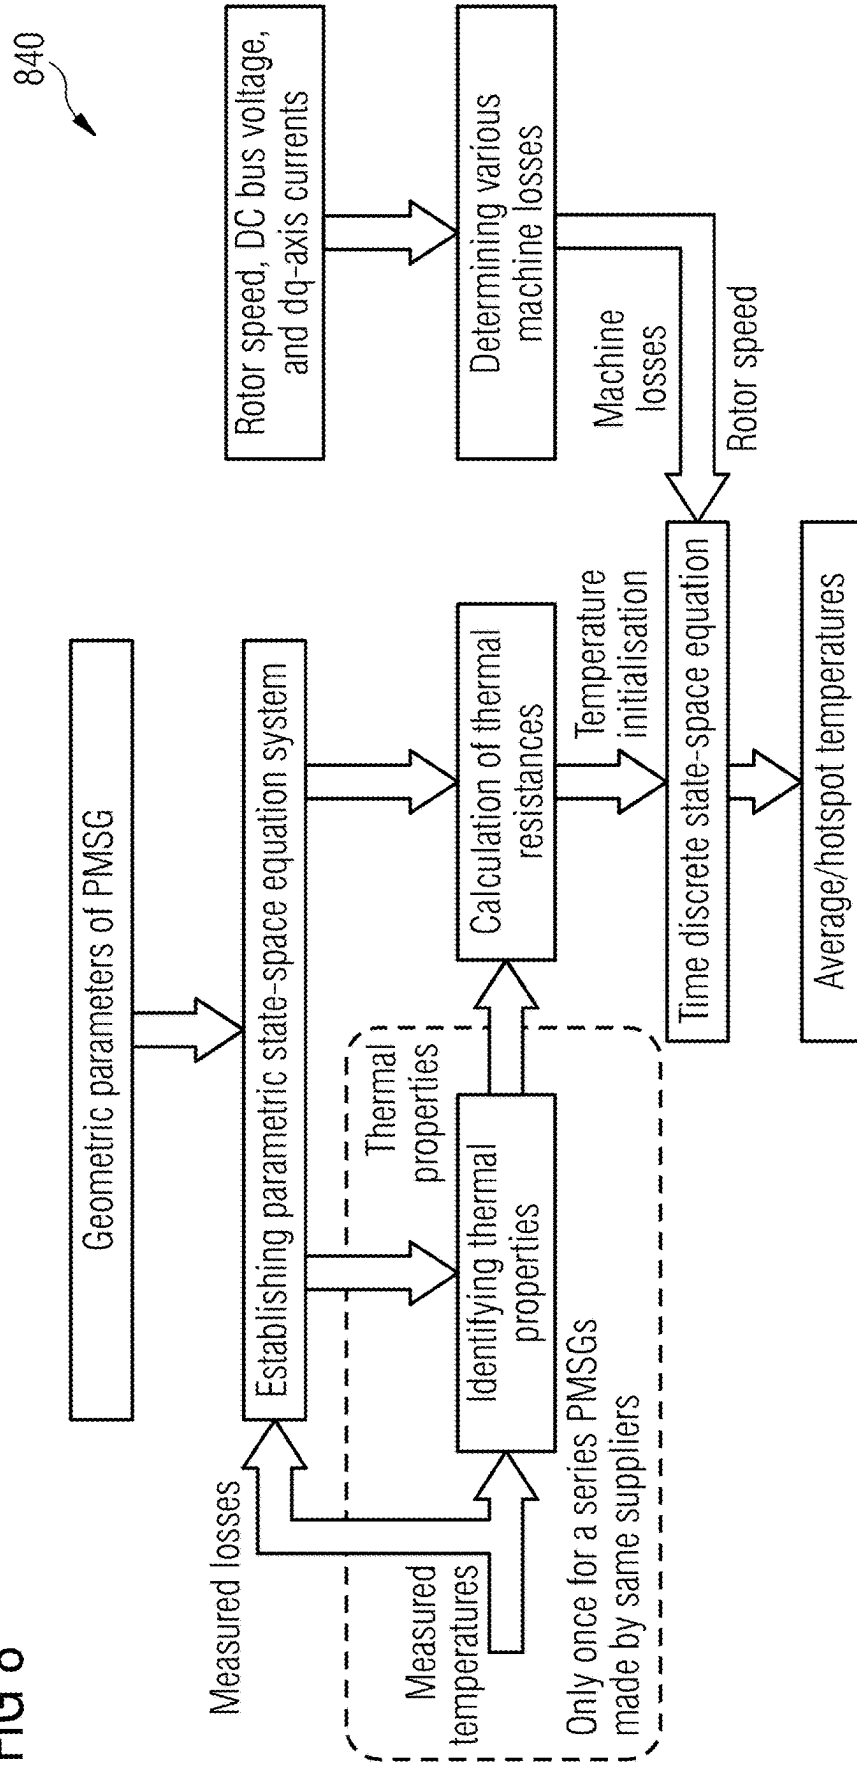 FIG 8
840
Geometric parameters of PMSG
Rotor speed, DC bus voltage,
and dq-axis currents
Measured losses
Establishing parametric state-space equation system
Determining various
machine losses
Measured
temperatures
Identifying thermal
properties
Thermal
properties
Calculation of thermal
resistances
Only once for a series PMSGs
made by same suppliers
Temperature
initialisation
Machine
losses
Time discrete state-space equation
Rotor speed
Average/hotspot temperatures